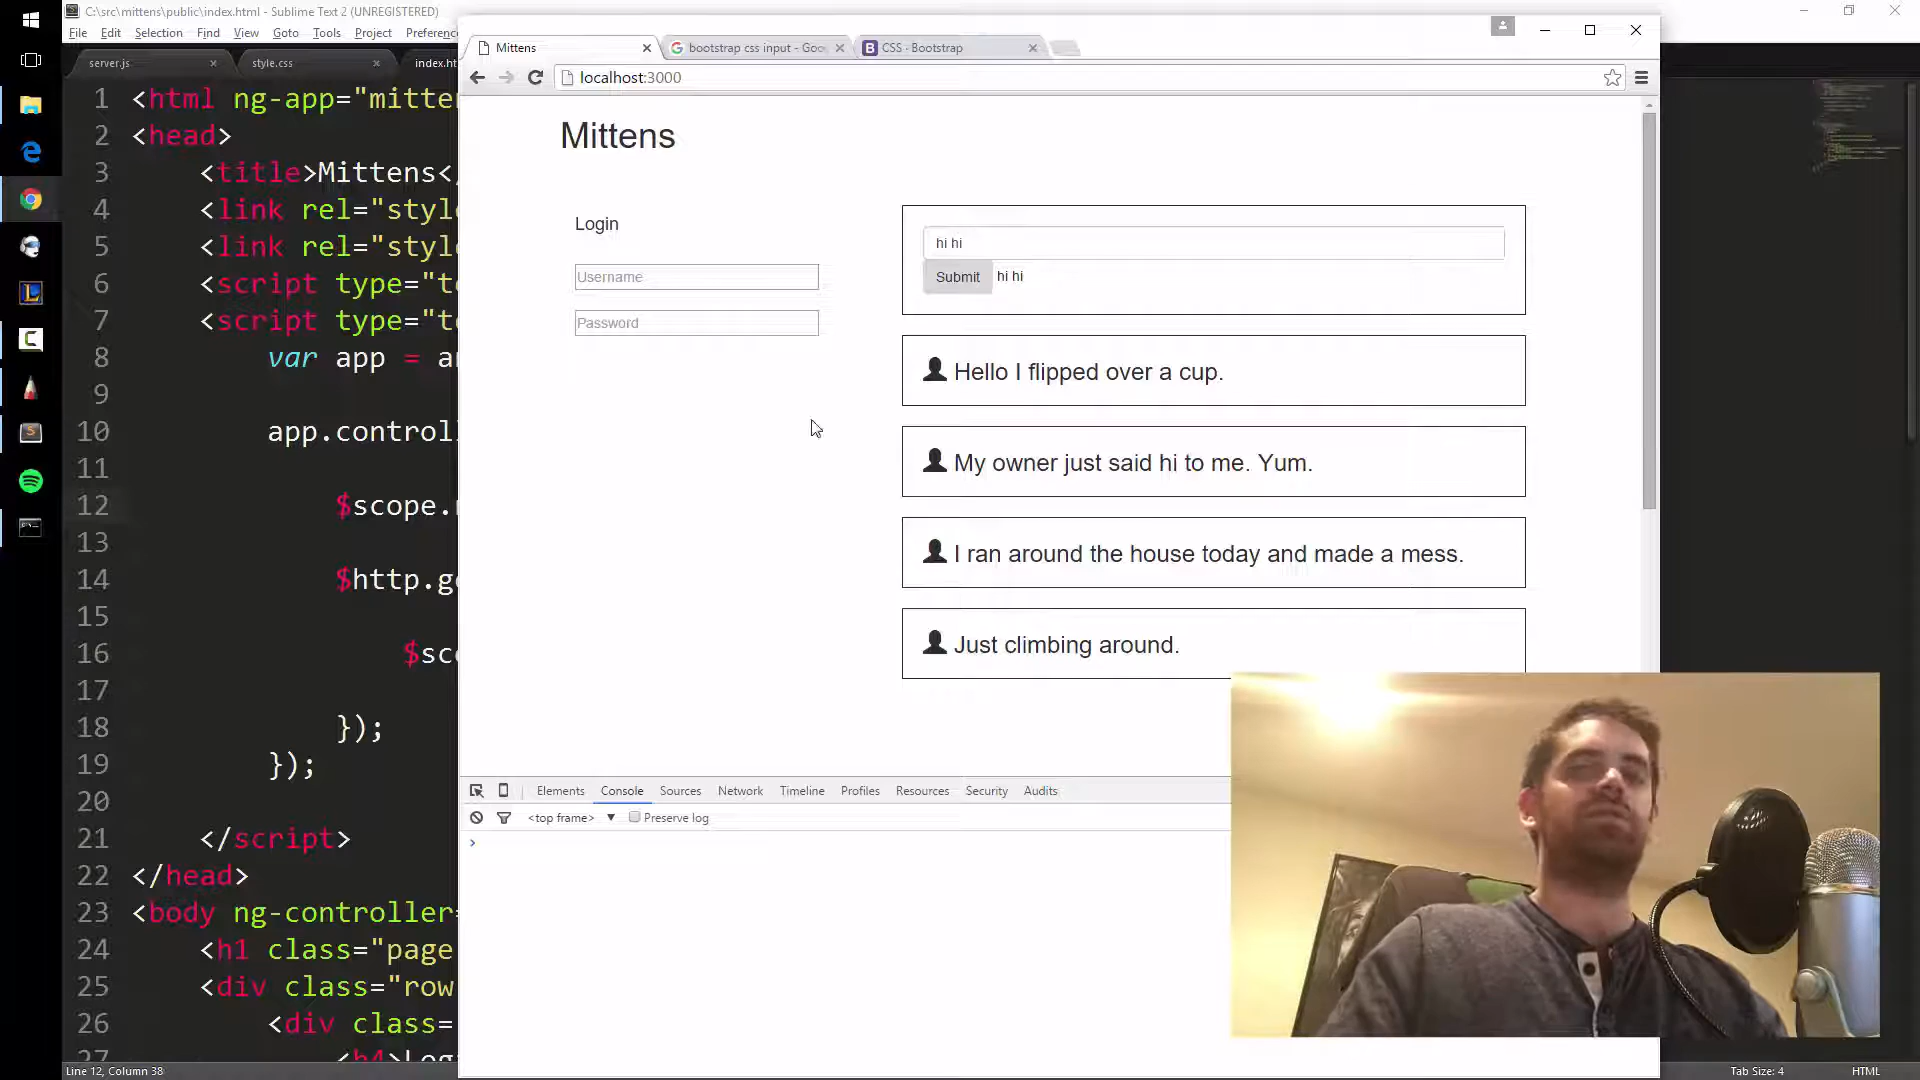 C:\src\mittens\public\index.html - Sublime Text 2 (UNREGISTERED)
File Edit Selection Find View Goto Tools Project
server.js
style.css
1 <html ng-app="
2 <head>
3 <title>Mittens<
4 <link rel="
5 <link rel="
6 <script type="
7 <script type="
8 var app =
9
10
11
12 $scope.
13
14
15
16
17
18 });
19 });
20
21 </script>
22 </head>
23 <body ng-controller=
24 <h1 class="page
25 <div class="row
26 <div class=
27 <h4>
Line 12, Column 38
Mittens
bootstrap css input - Goo
CSS · Bootstrap
localhost:3000
Mittens
Login
Username
Password
hi hi
Submit hi hi
Hello I flipped over a cup.
My owner just said hi to me. Yum.
I ran around the house today and made a mess.
Just climbing around.
Elements Console Sources Network Timeline Profiles Resources Security Audits
<top frame> ▼ Preserve log
>
Tab Size: 4
HTML